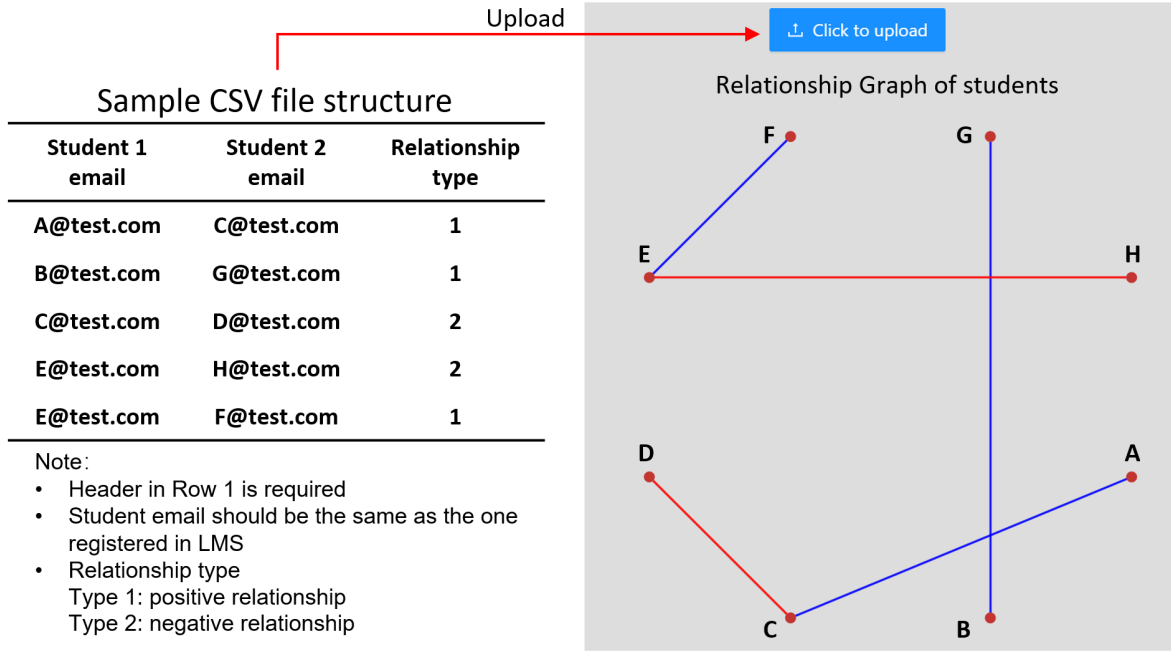 Upload
Click to upload
Sample CSV file structure
Student 1 email
Student 2 email
Relationship type
A@test.com C@test.com 1
B@test.com G@test.com 1
C@test.com D@test.com 2
E@test.com H@test.com 2
E@test.com F@test.com 1
Note:
• Header in Row 1 is required
• Student email should be the same as the one
registered in LMS
• Relationship type
Type 1: positive relationship
Type 2: negative relationship
Relationship Graph of students
F
G
E
H
D
A
C
B